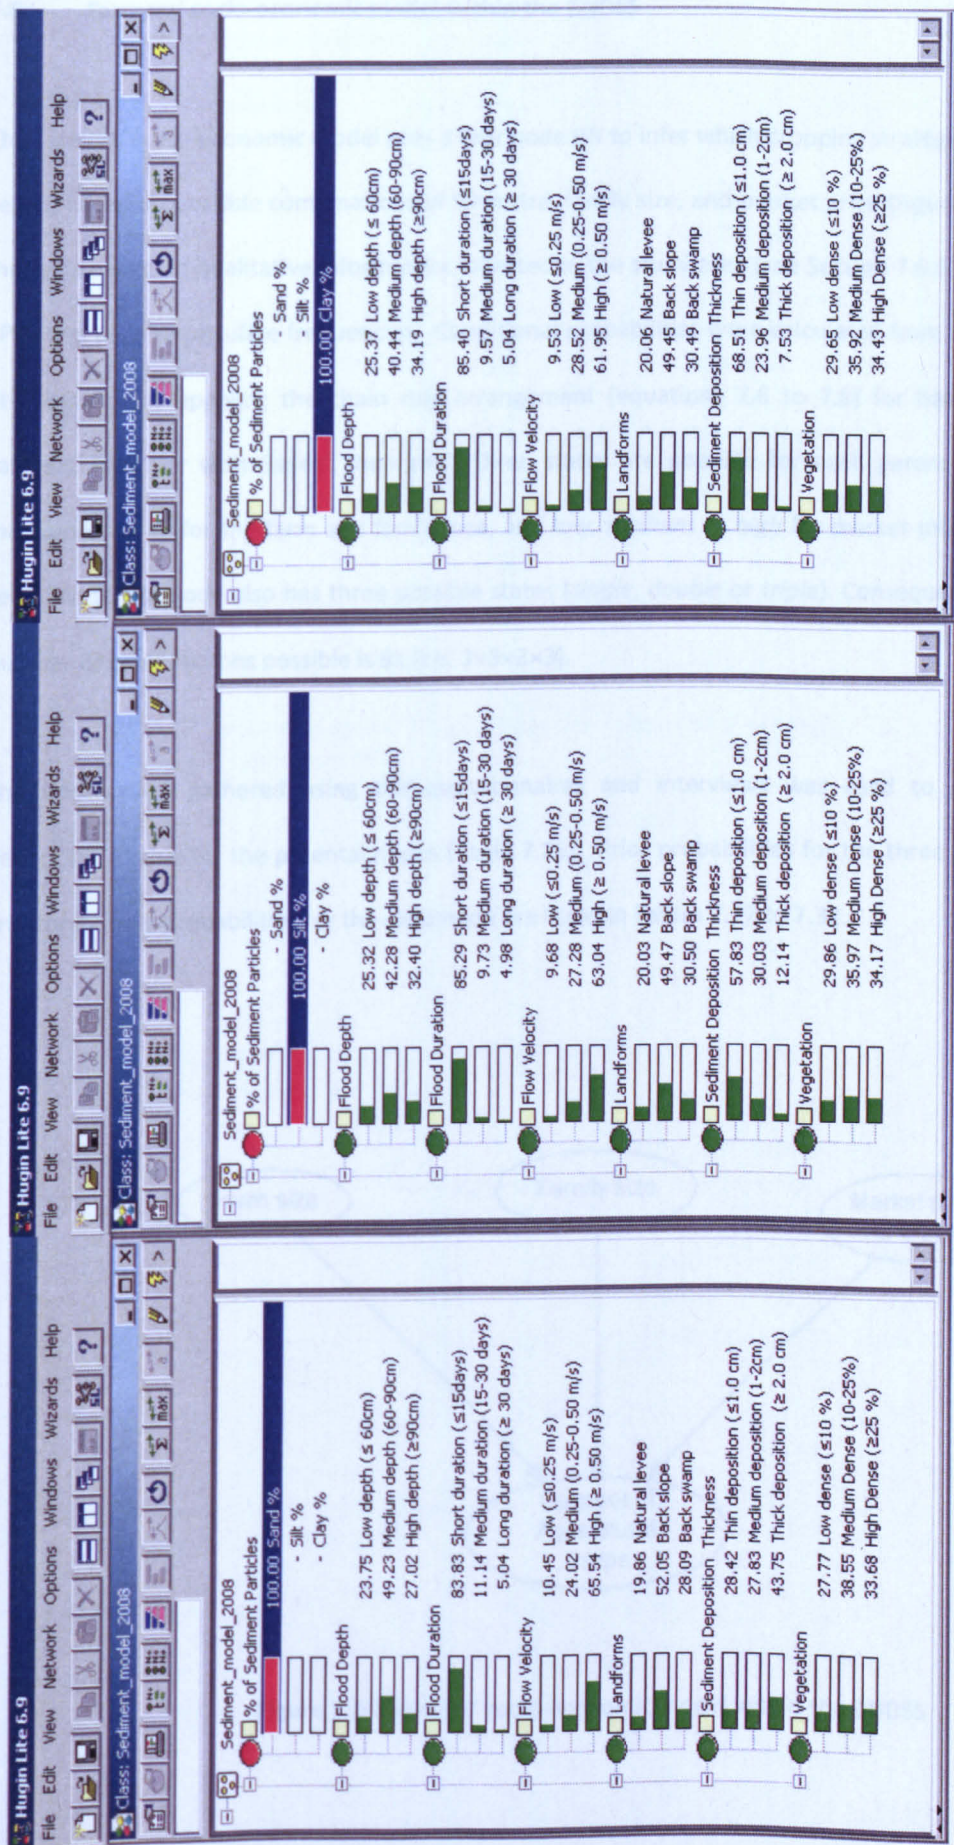 Hugin Lite 6.9
File Edit View Network Options Windows Wizards Help
Class: Sediment_model_2008
Sediment_model_2008
% of Sediment Particles
100.00 Sand %
- Silt %
- Clay %
Flood Depth
23.75 Low depth (≤ 60cm)
49.23 Medium depth (60-90cm)
27.02 High depth (≥90cm)
Flood Duration
83.83 Short duration (≤15days)
11.14 Medium duration (15-30 days)
5.04 Long duration (≥ 30 days)
Flow Velocity
10.45 Low (≤0.25 m/s)
24.02 Medium (0.25-0.50 m/s)
65.54 High (≥ 0.50 m/s)
Landforms
19.86 Natural levee
52.05 Back slope
28.09 Back swamp
Sediment Deposition Thickness
28.42 Thin deposition (≤1.0 cm)
27.83 Medium deposition (1-2cm)
43.75 Thick deposition (≥ 2.0 cm)
Vegetation
27.77 Low dense (≤10 %)
38.55 Medium Dense (10-25%)
33.68 High Dense (≥25 %)
Hugin Lite 6.9
File Edit View Network Options Windows Wizards Help
Class: Sediment_model_2008
Sediment_model_2008
% of Sediment Particles
- Sand %
100.00 Silt %
- Clay %
Flood Depth
25.32 Low depth (≤ 60cm)
42.28 Medium depth (60-90cm)
32.40 High depth (≥90cm)
Flood Duration
85.29 Short duration (≤15days)
9.73 Medium duration (15-30 days)
4.98 Long duration (≥ 30 days)
Flow Velocity
9.68 Low (≤0.25 m/s)
27.28 Medium (0.25-0.50 m/s)
63.04 High (≥ 0.50 m/s)
Landforms
20.03 Natural levee
49.47 Back slope
30.50 Back swamp
Sediment Deposition Thickness
57.83 Thin deposition (≤1.0 cm)
30.03 Medium deposition (1-2cm)
12.14 Thick deposition (≥ 2.0 cm)
Vegetation
29.86 Low dense (≤10 %)
35.97 Medium Dense (10-25%)
34.17 High Dense (≥25 %)
Hugin Lite 6.9
File Edit View Network Options Windows Wizards Help
Class: Sediment_model_2008
Sediment_model_2008
% of Sediment Particles
- Sand %
- Silt %
100.00 Clay %
Flood Depth
25.37 Low depth (≤ 60cm)
40.44 Medium depth (60-90cm)
34.19 High depth (≥90cm)
Flood Duration
85.40 Short duration (≤15days)
9.57 Medium duration (15-30 days)
5.04 Long duration (≥ 30 days)
Flow Velocity
9.53 Low (≤0.25 m/s)
28.52 Medium (0.25-0.50 m/s)
61.95 High (≥ 0.50 m/s)
Landforms
20.06 Natural levee
49.45 Back slope
30.49 Back swamp
Sediment Deposition Thickness
68.51 Thin deposition (≤1.0 cm)
23.96 Medium deposition (1-2cm)
7.53 Thick deposition (≥ 2.0 cm)
Vegetation
29.65 Low dense (≤10 %)
35.92 Medium Dense (10-25%)
34.43 High Dense (≥25 %)